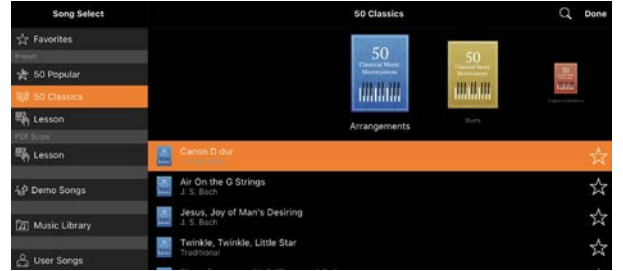 Song Select
50 Classics
Done
Favorites
Preset
50 Popular
50 Classics
Lesson
PDF Score
Lesson
Demo Songs
Music Library
User Songs
50
Classical Music
Masterpieces
Arrangements
50
Classical Music
Masterpieces
Duets
Canon D dur
Air On the G Strings
J. S. Bach
Jesus, Joy of Man's Desiring
J. S. Bach
Twinkle, Twinkle, Little Star
Traditional